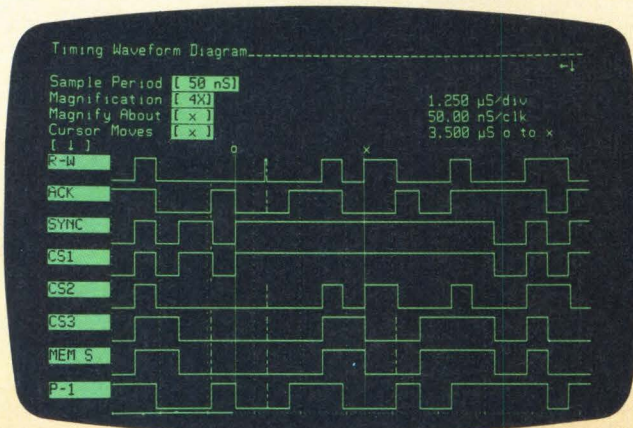 Timing Waveform Diagram
←↓
Sample Period [ 50 nS]
Magnification [ 4X] 1.250 µS/div
Magnify About [ x ] 50.00 nS/clk
Cursor Moves [ x ] 3.500 µS o to x
[ ↓ ] o x
R-W
ACK
SYNC
CS1
CS2
CS3
MEM S
P-1